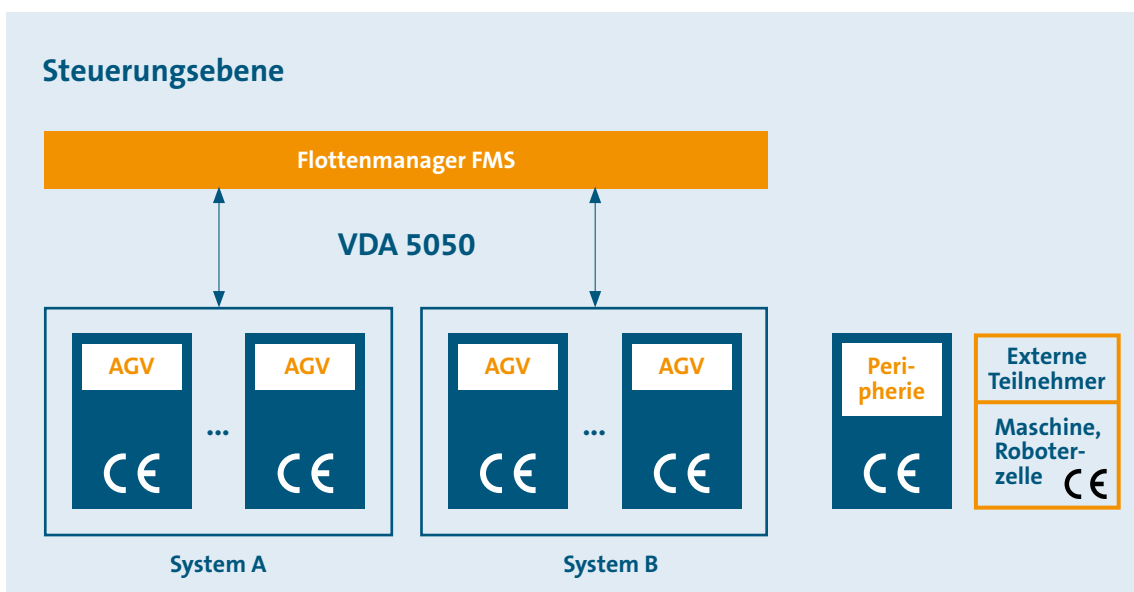 Steuerungsebene
Flottenmanager FMS
VDA 5050
AGV
AGV
AGV
AGV
...
...
CE
CE
CE
CE
Peri-
pherie
CE
Externe
Teilnehmer
Maschine,
Roboter-
zelle CE
System A
System B